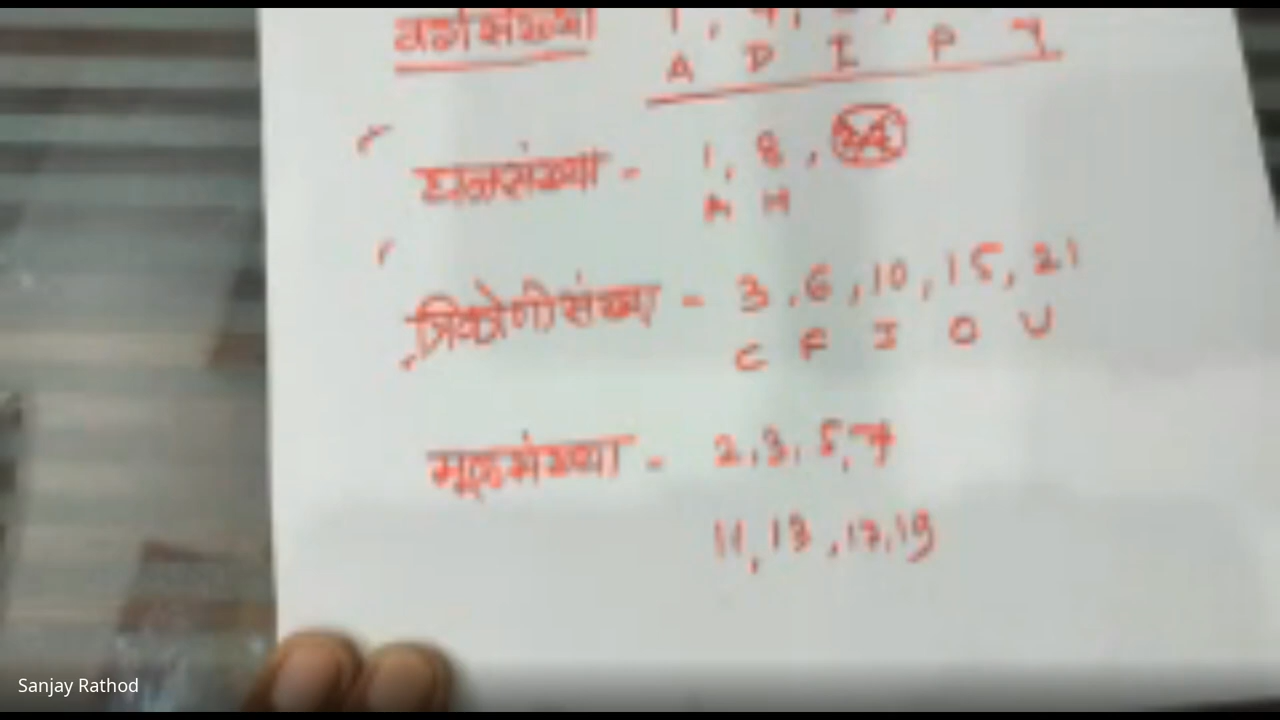 वर्गसंख्या 1, 4,
A D I P Y
घनसंख्या - 1, 8,
A H
त्रिकोणीसंख्या - 3, 6, 10, 15, 21
C F J O U
मूळसंख्या - 2, 3, 5, 7
11, 13, 17, 19
Sanjay Rathod